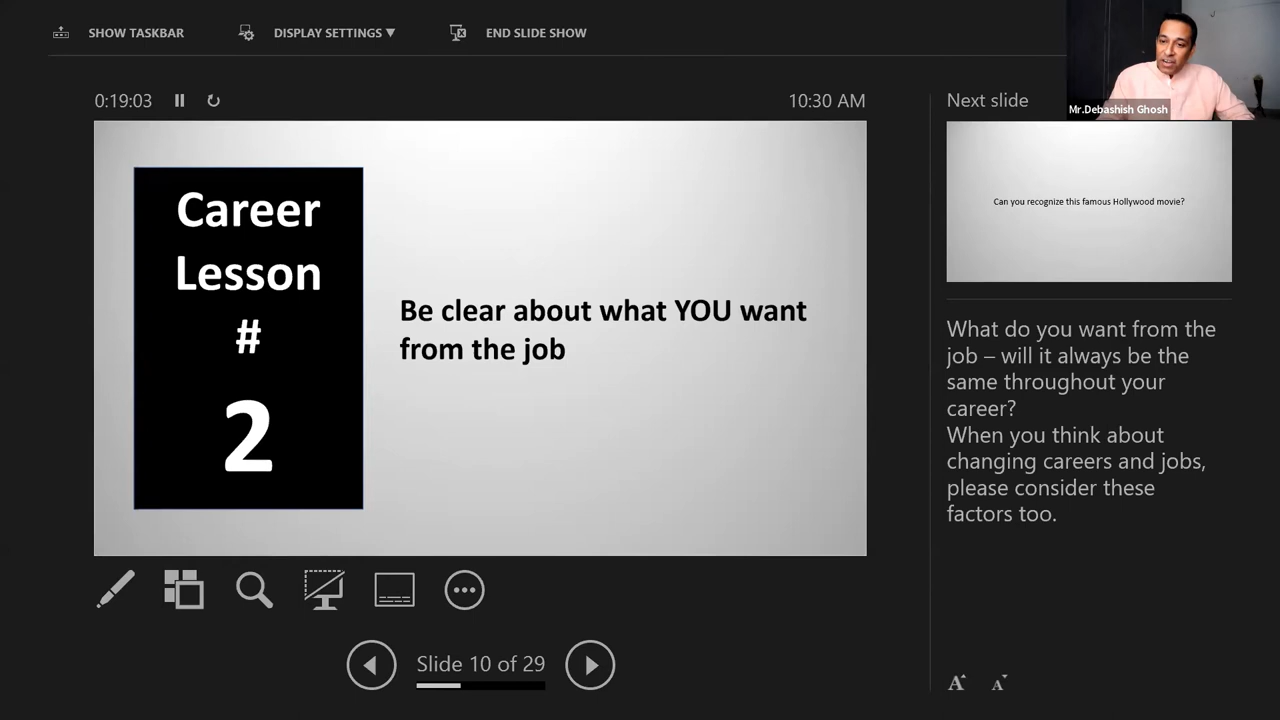 SHOW TASKBAR
DISPLAY SETTINGS ▼
END SLIDE SHOW
0:19:03
10:30 AM
Next slide
Mr.Debashish Ghosh
Career
Lesson
#
2
Be clear about what YOU want
from the job
Can you recognize this famous Hollywood movie?
What do you want from the
job – will it always be the
same throughout your
career?
When you think about
changing careers and jobs,
please consider these
factors too.
Slide 10 of 29
A A